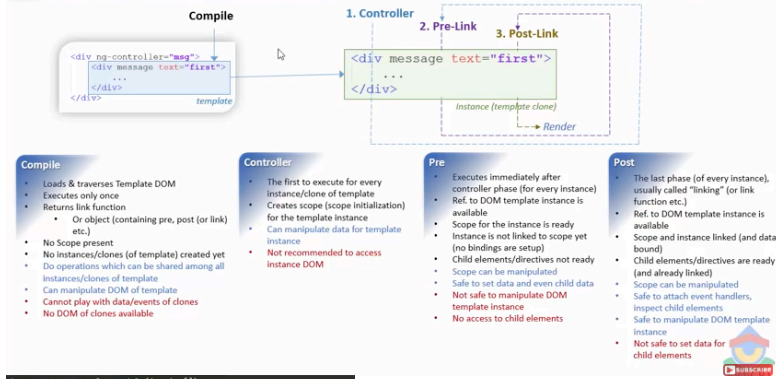 Compile
1. Controller
2. Pre-Link
3. Post-Link
<div ng-controller="msg">
<div message text="first">
...
</div>
</div>
template
<div message text="first">
...
</div>
Instance (template clone)
Render
Compile
Loads & traverses Template DOM
Executes only once
Returns link function
Or object (containing pre, post (or link)
etc.)
No Scope present
No instances/clones (of template) created yet
Do operations which can be shared among all
instances/clones of template
Can manipulate DOM of template
Cannot play with data/events of clones
No DOM of clones available
Controller
The first to execute for every
instance/clone of template
Creates scope (scope initialization)
for the template instance
Can manipulate data for template
instance
Not recommended to access
instance DOM
Pre
Executes immediately after
controller phase (for every instance)
Ref. to DOM template instance is
available
Scope for the instance is ready
Instance is not linked to scope yet
(no bindings are setup)
Child elements/directives not ready
Scope can be manipulated
Safe to set data and even child data
Not safe to manipulate DOM
template instance
No access to child elements
Post
The last phase (of every instance),
usually called "linking" (or link
function etc.)
Ref. to DOM template instance is
available
Scope and instance linked (and data
bound)
Child elements/directives are ready
(and already linked)
Scope can be manipulated
Safe to attach event handlers,
inspect child elements
Safe to manipulate DOM template
instance
Not safe to set data for
child elements
SUBSCRIBE